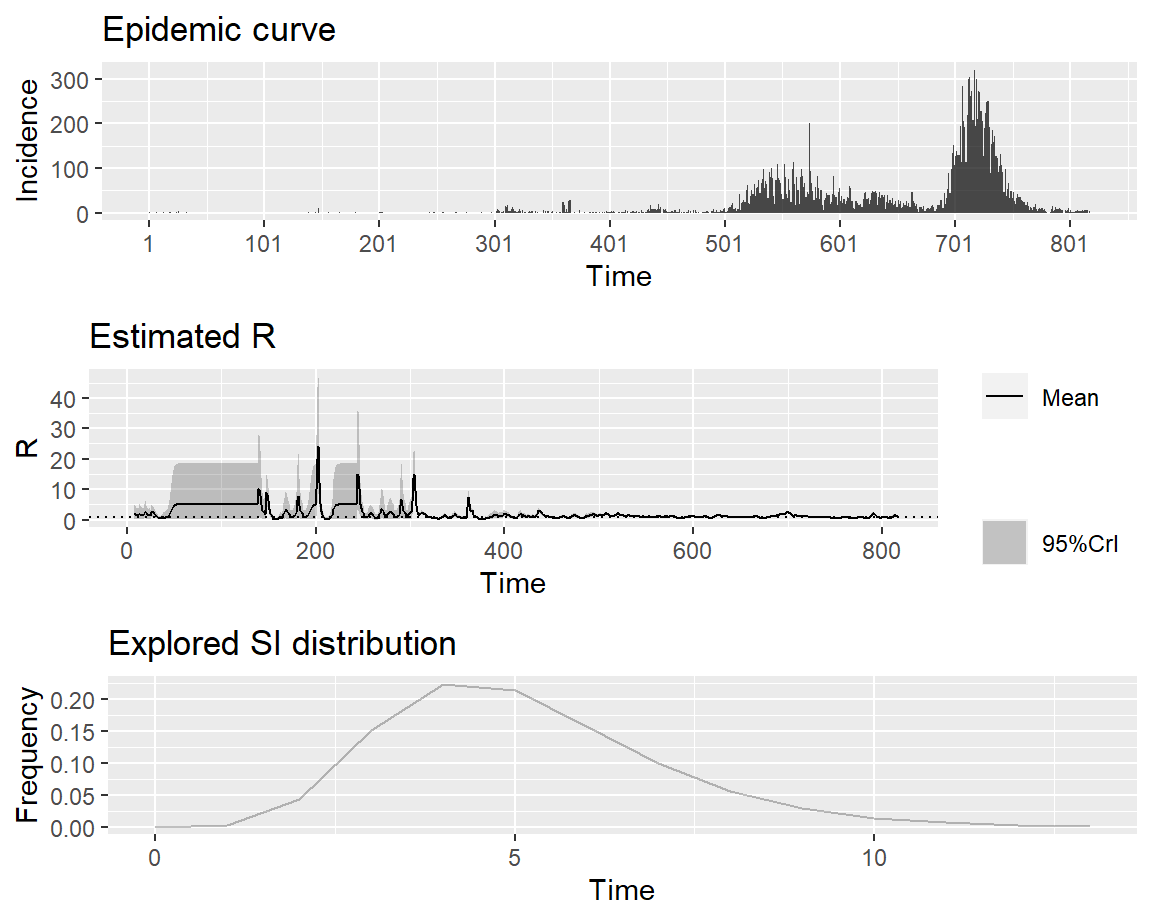 Epidemic curve
Incidence
300
200
100
0
1 101 201 301 401 501 601 701 801
Time
Estimated R
R
40
30
20
10
0
0 200 400 600 800
Time
Mean
95%CrI
Explored SI distribution
Frequency
0.20
0.15
0.10
0.05
0.00
0 5 10
Time